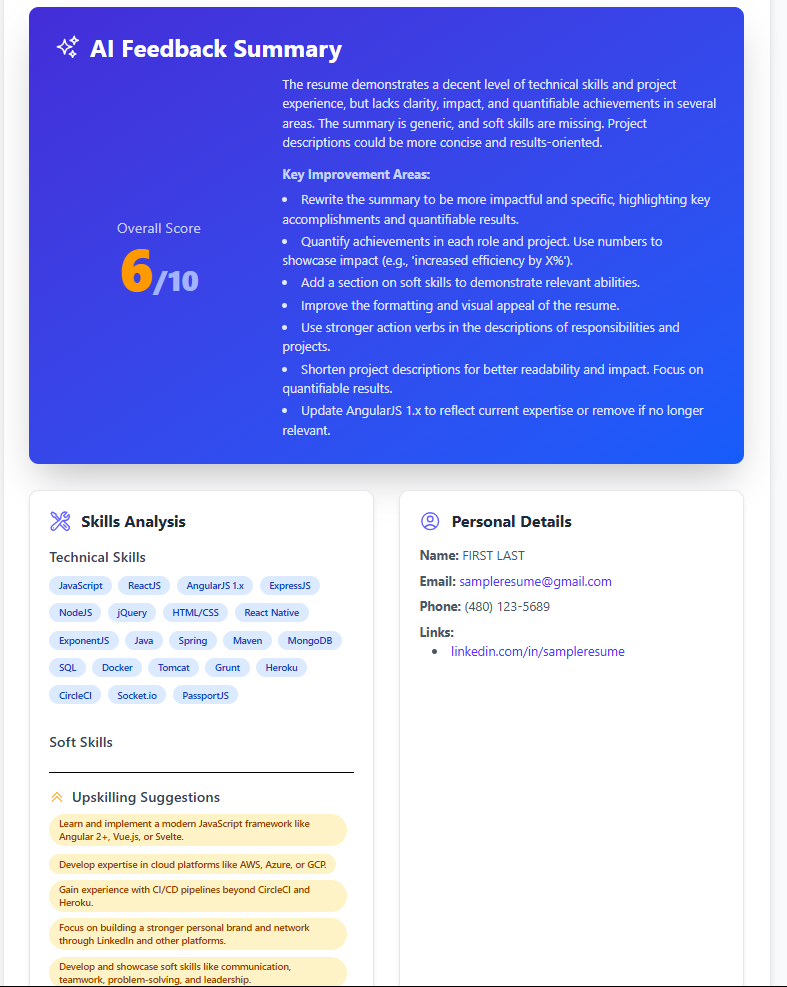 AI Feedback Summary
The resume demonstrates a decent level of technical skills and project
experience, but lacks clarity, impact, and quantifiable achievements in several
areas. The summary is generic, and soft skills are missing. Project
descriptions could be more concise and results-oriented.
Key Improvement Areas:
• Rewrite the summary to be more impactful and specific, highlighting key
accomplishments and quantifiable results.
• Quantify achievements in each role and project. Use numbers to
showcase impact (e.g., 'increased efficiency by X%').
• Add a section on soft skills to demonstrate relevant abilities.
• Improve the formatting and visual appeal of the resume.
• Use stronger action verbs in the descriptions of responsibilities and
projects.
• Shorten project descriptions for better readability and impact. Focus on
quantifiable results.
• Update AngularJS 1.x to reflect current expertise or remove if no longer
relevant.
Overall Score
6/10
Skills Analysis
Technical Skills
JavaScript ReactJS AngularJS 1.x ExpressJS
NodeJS jQuery HTML/CSS React Native
ExponentJS Java Spring Maven MongoDB
SQL Docker Tomcat Grunt Heroku
CircleCI Socket.io PassportJS
Soft Skills
Upskilling Suggestions
Learn and implement a modern JavaScript framework like
Angular 2+, Vue.js, or Svelte.
Develop expertise in cloud platforms like AWS, Azure, or GCP.
Gain experience with CI/CD pipelines beyond CircleCI and
Heroku.
Focus on building a stronger personal brand and network
through LinkedIn and other platforms.
Develop and showcase soft skills like communication,
teamwork, problem-solving, and leadership.
Personal Details
Name: FIRST LAST
Email: sampleresume@gmail.com
Phone: (480) 123-5689
Links:
• linkedin.com/in/sampleresume